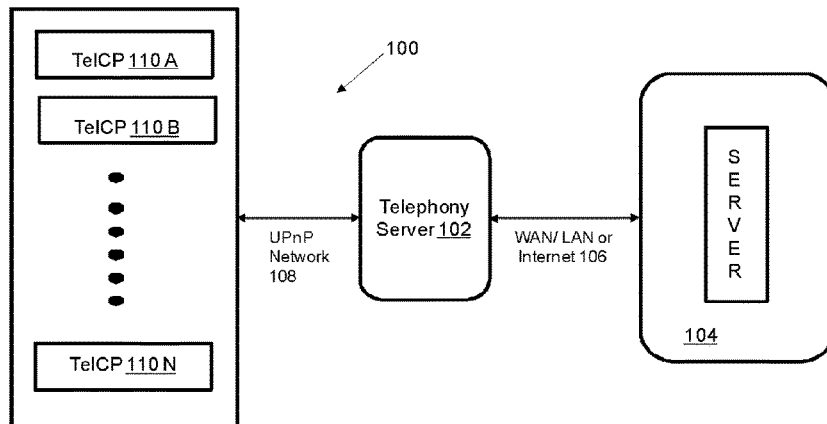 TelCP 110 A
100
TelCP 110 B
Telephony
Server 102
UPnP
Network
108
WAN/ LAN or
Internet 106
SERVER
104
TelCP 110 N